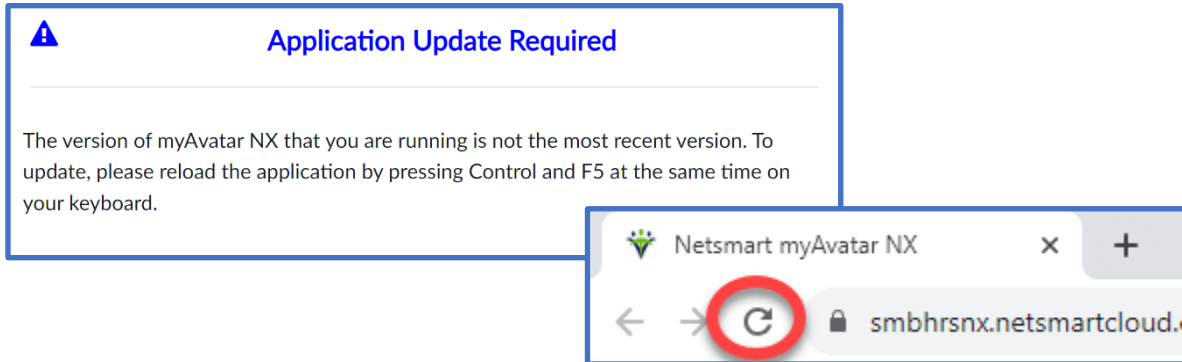 Application Update Required
The version of myAvatar NX that you are running is not the most recent version. To
update, please reload the application by pressing Control and F5 at the same time on
your keyboard.
Netsmart myAvatar NX
smbhrsnx.netsmartcloud.